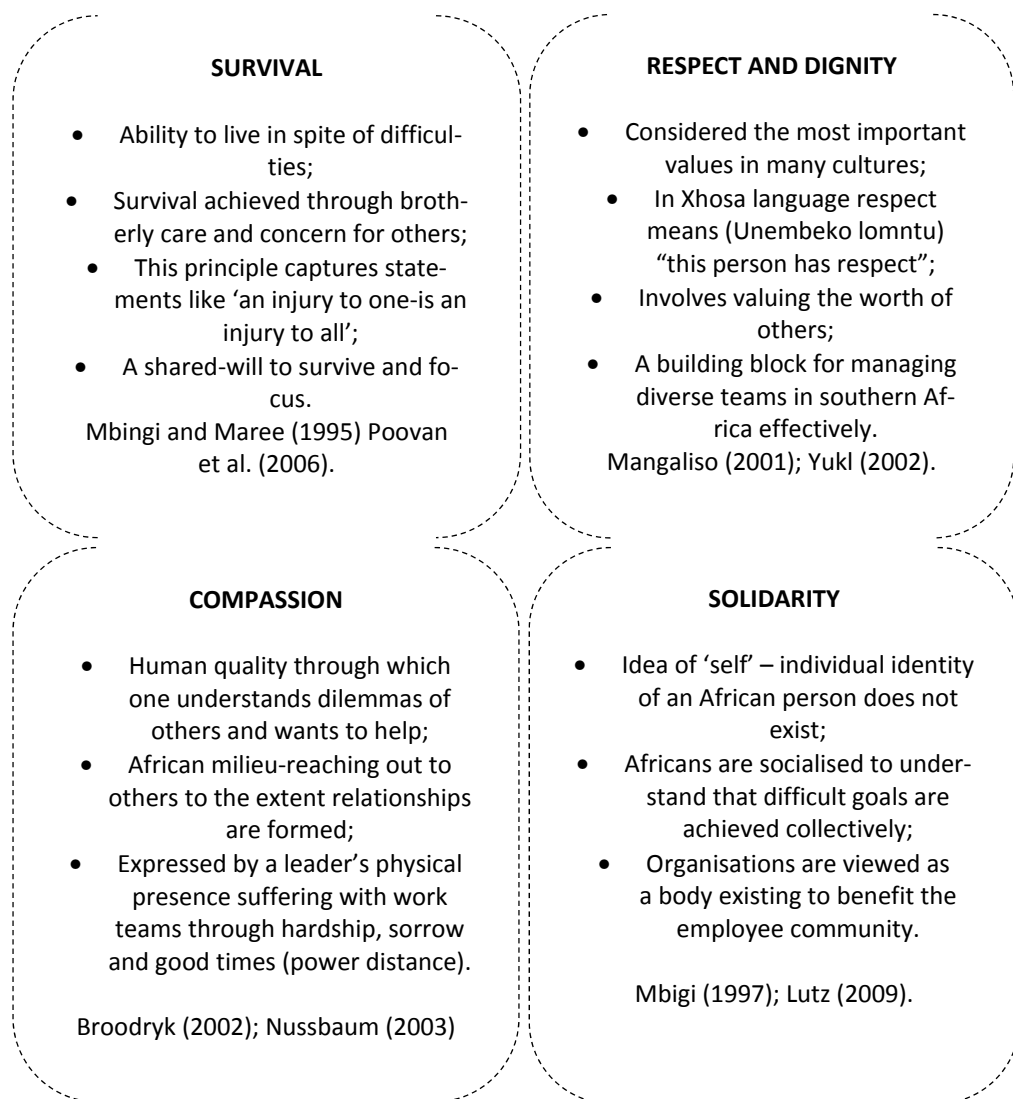 SURVIVAL
• Ability to live in spite of difficul-
ties;
• Survival achieved through broth-
erly care and concern for others;
• This principle captures state-
ments like ‘an injury to one-is an
injury to all’;
• A shared-will to survive and fo-
cus.
Mbingi and Maree (1995) Poovan
et al. (2006).
RESPECT AND DIGNITY
• Considered the most important
values in many cultures;
• In Xhosa language respect
means (Unembeko lomntu)
“this person has respect”;
• Involves valuing the worth of
others;
• A building block for managing
diverse teams in southern Af-
rica effectively.
Mangaliso (2001); Yukl (2002).
COMPASSION
• Human quality through which
one understands dilemmas of
others and wants to help;
• African milieu-reaching out to
others to the extent relationships
are formed;
• Expressed by a leader’s physical
presence suffering with work
teams through hardship, sorrow
and good times (power distance).
Broodryk (2002); Nussbaum (2003)
SOLIDARITY
• Idea of ‘self’ – individual identity
of an African person does not
exist;
• Africans are socialised to under-
stand that difficult goals are
achieved collectively;
• Organisations are viewed as
a body existing to benefit the
employee community.
Mbigi (1997); Lutz (2009).